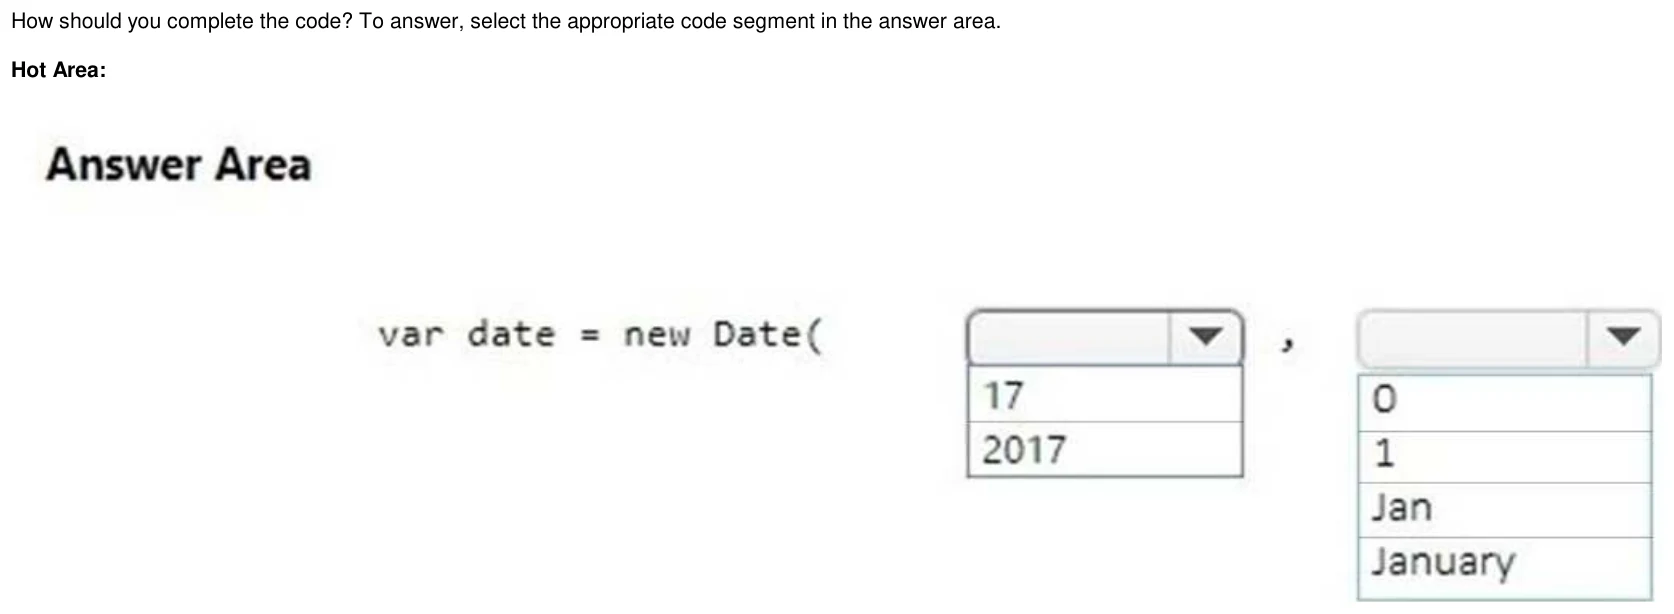 How should you complete the code? To answer, select the appropriate code segment in the answer area.
Hot Area:
Answer Area
var date = new Date( ,
17
2017
0
1
Jan
January